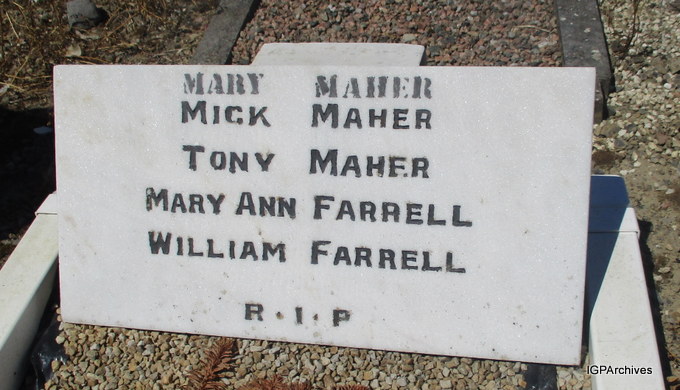 MARY MAHER
MICK MAHER
TONY MAHER
MARY ANN FARRELL
WILLIAM FARRELL
R.I.P
IGPArchives